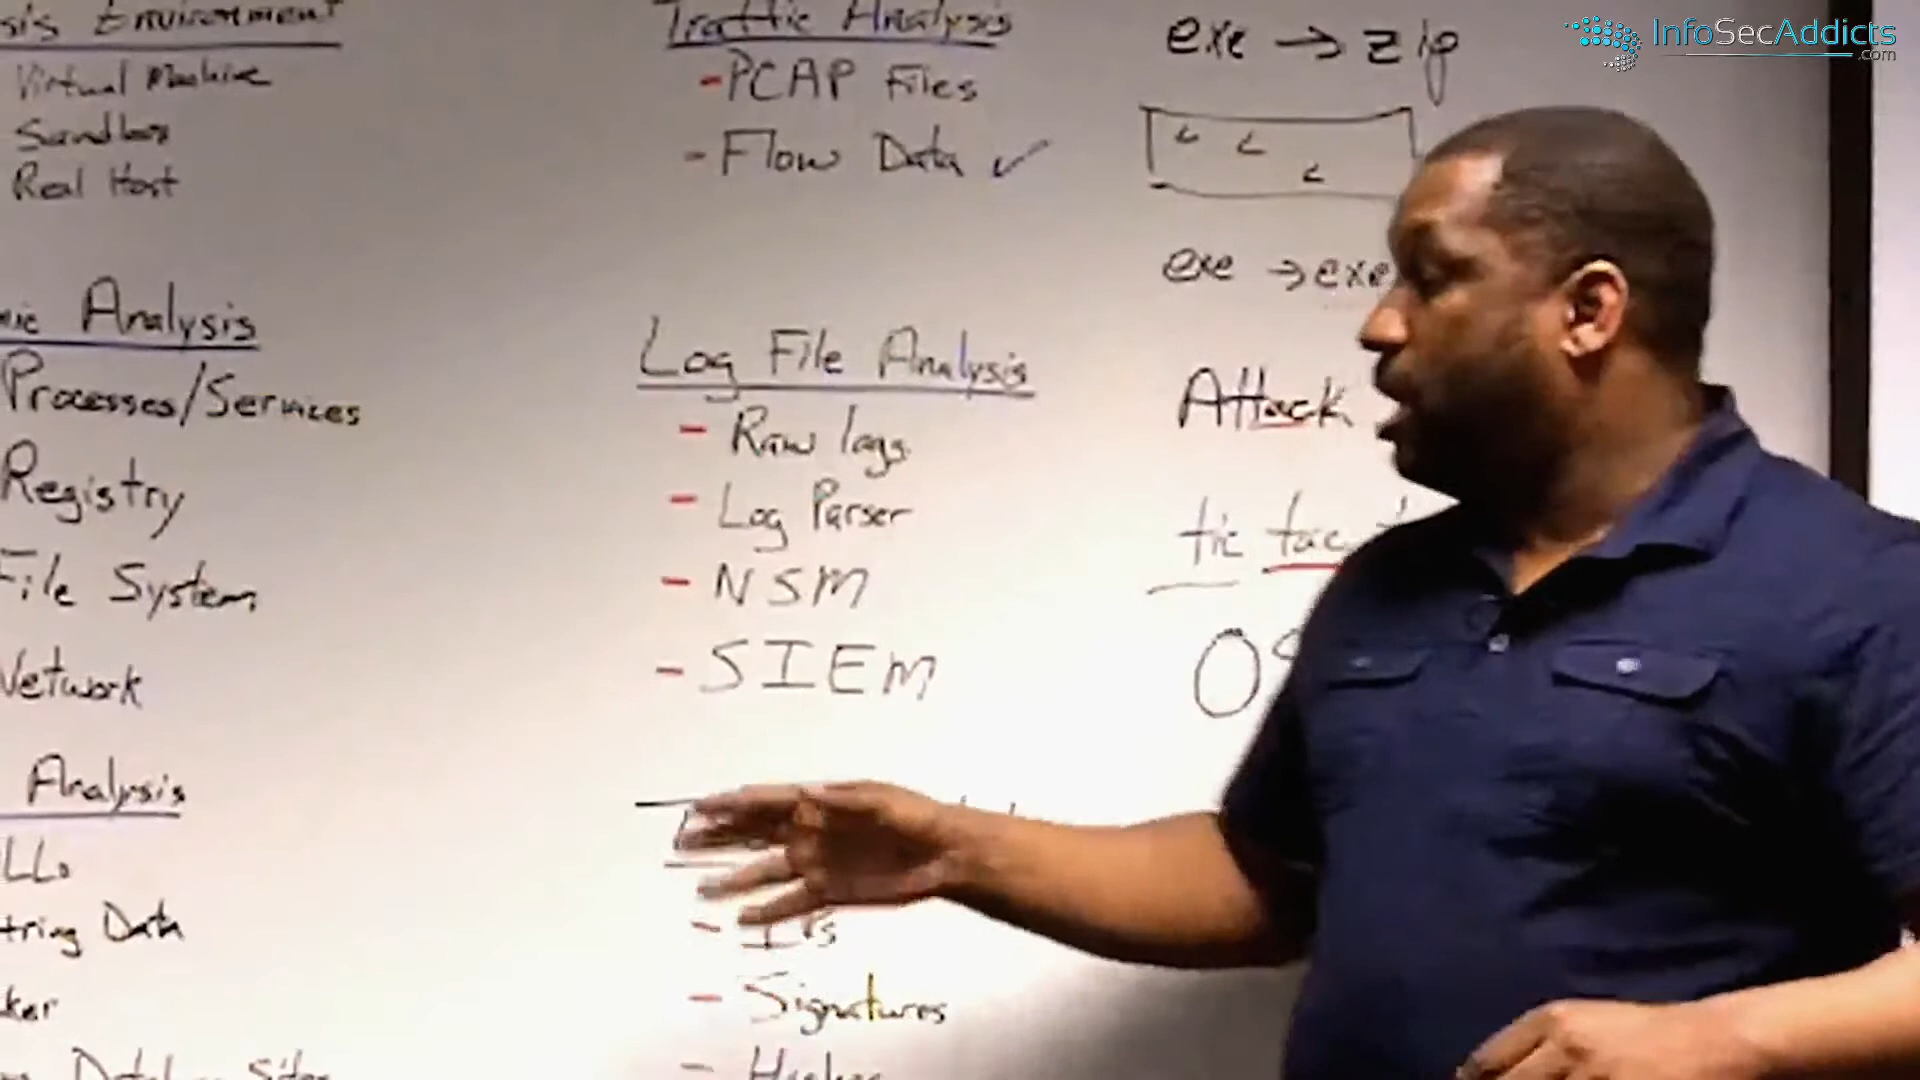 sis Environment
Virtual Machine
Sandbox
Real Host
mic Analysis
Processes/Services
Registry
File System
Network
Analysis
LLs
tring Data
ker
Traffic Analysis
-PCAP Files
- Flow Data ✓
Log File Analysis
- Raw logs
- Log Parser
- NSM
- SIEM
- IPs
- Signatures
exe → zip
exe → exe
Attack
tic tac
InfoSecAddicts
.com